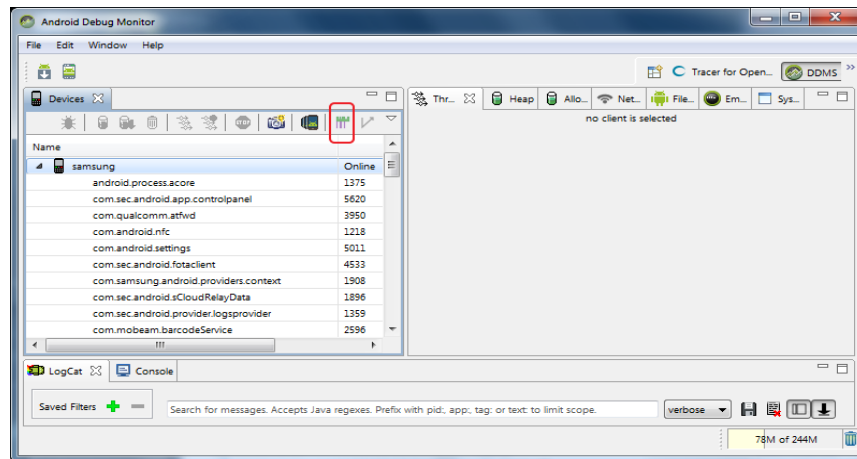 Android Debug Monitor
File Edit Window Help
Tracer for Open... DDMS »
Devices
Thr... Heap Allo... Net... File... Em... Sys...
STOP
no client is selected
Name
samsung Online
android.process.acore 1375
com.sec.android.app.controlpanel 5620
com.qualcomm.atfwd 3950
com.android.nfc 1218
com.android.settings 5011
com.sec.android.fotaclient 4533
com.samsung.android.providers.context 1908
com.sec.android.sCloudRelayData 1896
com.sec.android.provider.logsprovider 1359
com.mobeam.barcodeService 2596
LogCat Console
Saved Filters Search for messages. Accepts Java regexes. Prefix with pid:, app:, tag: or text: to limit scope. verbose
78M of 244M